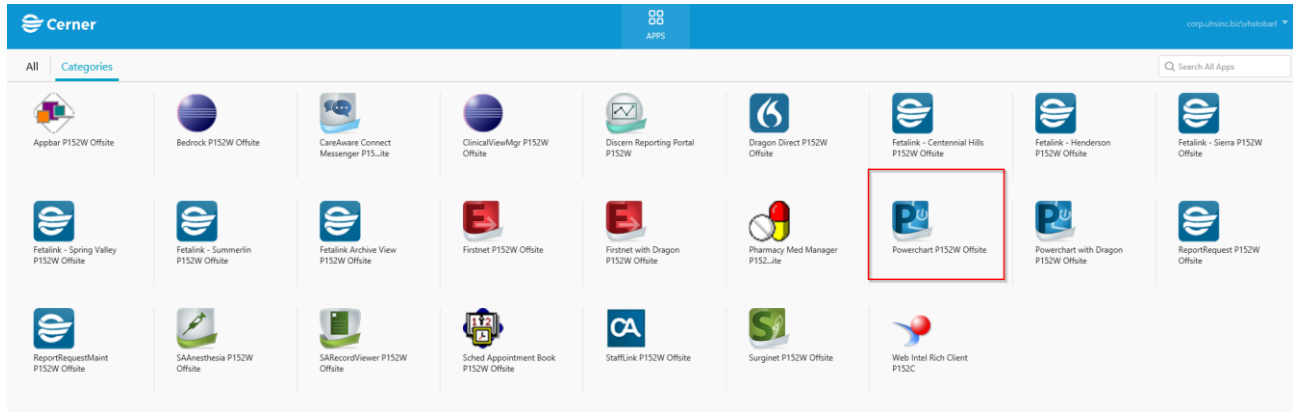 Cerner
APPS
corp.uhsinc.biz\vhstobarl
All
Categories
Search All Apps
Appbar P152W Offsite
Bedrock P152W Offsite
CareAware Connect
Messenger P15...ite
ClinicalViewMgr P152W
Offsite
Discern Reporting Portal
P152W
Dragon Direct P152W
Offsite
Fetalink - Centennial Hills
P152W Offsite
Fetalink - Henderson
P152W Offsite
Fetalink - Sierra P152W
Offsite
Fetalink - Spring Valley
P152W Offsite
Fetalink - Summerlin
P152W Offsite
Fetalink Archive View
P152W Offsite
Firstnet P152W Offsite
Firstnet with Dragon
P152W Offsite
Pharmacy Med Manager
P152...ite
Powerchart P152W Offsite
Powerchart with Dragon
P152W Offsite
ReportRequest P152W
Offsite
ReportRequestMaint
P152W Offsite
SAAnesthesia P152W
Offsite
SARecordViewer P152W
Offsite
Sched Appointment Book
P152W Offsite
CA
StaffLink P152W Offsite
Surginet P152W Offsite
Web Intel Rich Client
P152C